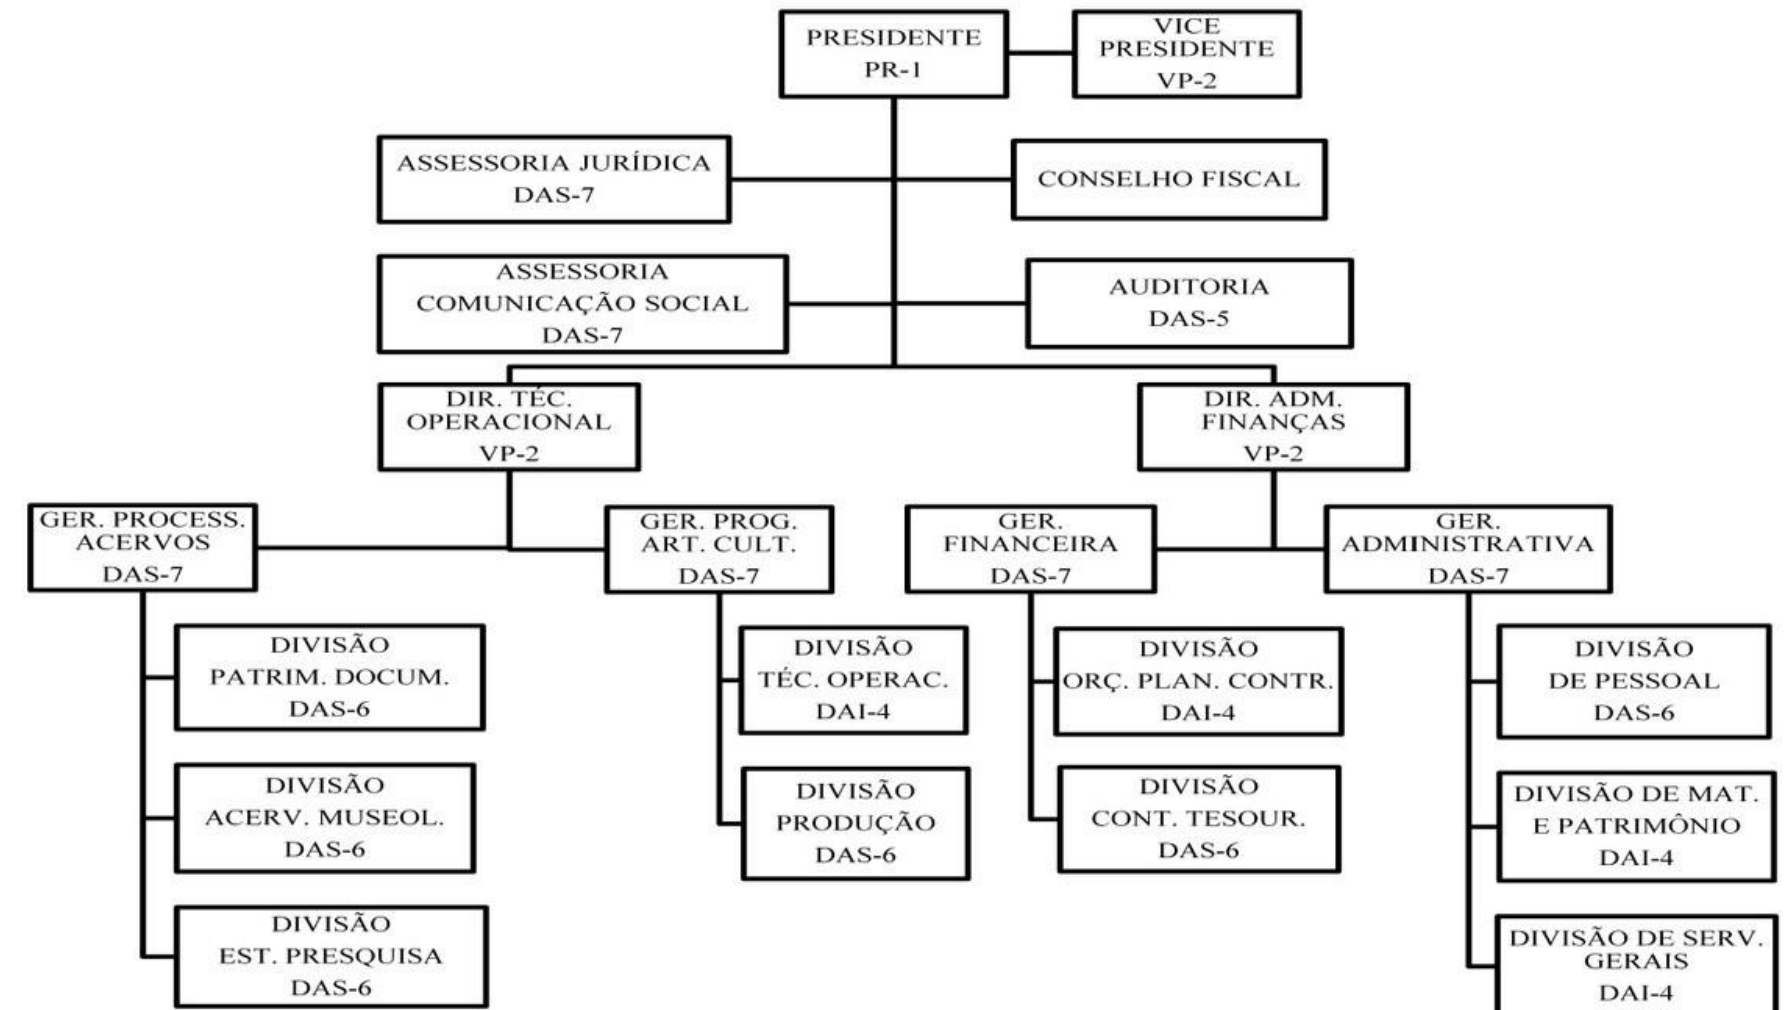 PRESIDENTE
PR-1
VICE
PRESIDENTE
VP-2
ASSESSORIA JURÍDICA
DAS-7
CONSELHO FISCAL
ASSESSORIA
COMUNICAÇÃO SOCIAL
DAS-7
AUDITORIA
DAS-5
DIR. TÉC.
OPERACIONAL
VP-2
DIR. ADM.
FINANÇAS
VP-2
GER. PROCESS.
ACERVOS
DAS-7
GER. PROG.
ART. CULT.
DAS-7
GER.
FINANCEIRA
DAS-7
GER.
ADMINISTRATIVA
DAS-7
DIVISÃO
PATRIM. DOCUM.
DAS-6
DIVISÃO
TÉC. OPERAC.
DAI-4
DIVISÃO
ORÇ. PLAN. CONTR.
DAI-4
DIVISÃO
DE PESSOAL
DAS-6
DIVISÃO
ACERV. MUSEOL.
DAS-6
DIVISÃO
PRODUÇÃO
DAS-6
DIVISÃO
CONT. TESOUR.
DAS-6
DIVISÃO DE MAT.
E PATRIMÔNIO
DAI-4
DIVISÃO
EST. PRESQUISA
DAS-6
DIVISÃO DE SERV.
GERAIS
DAI-4